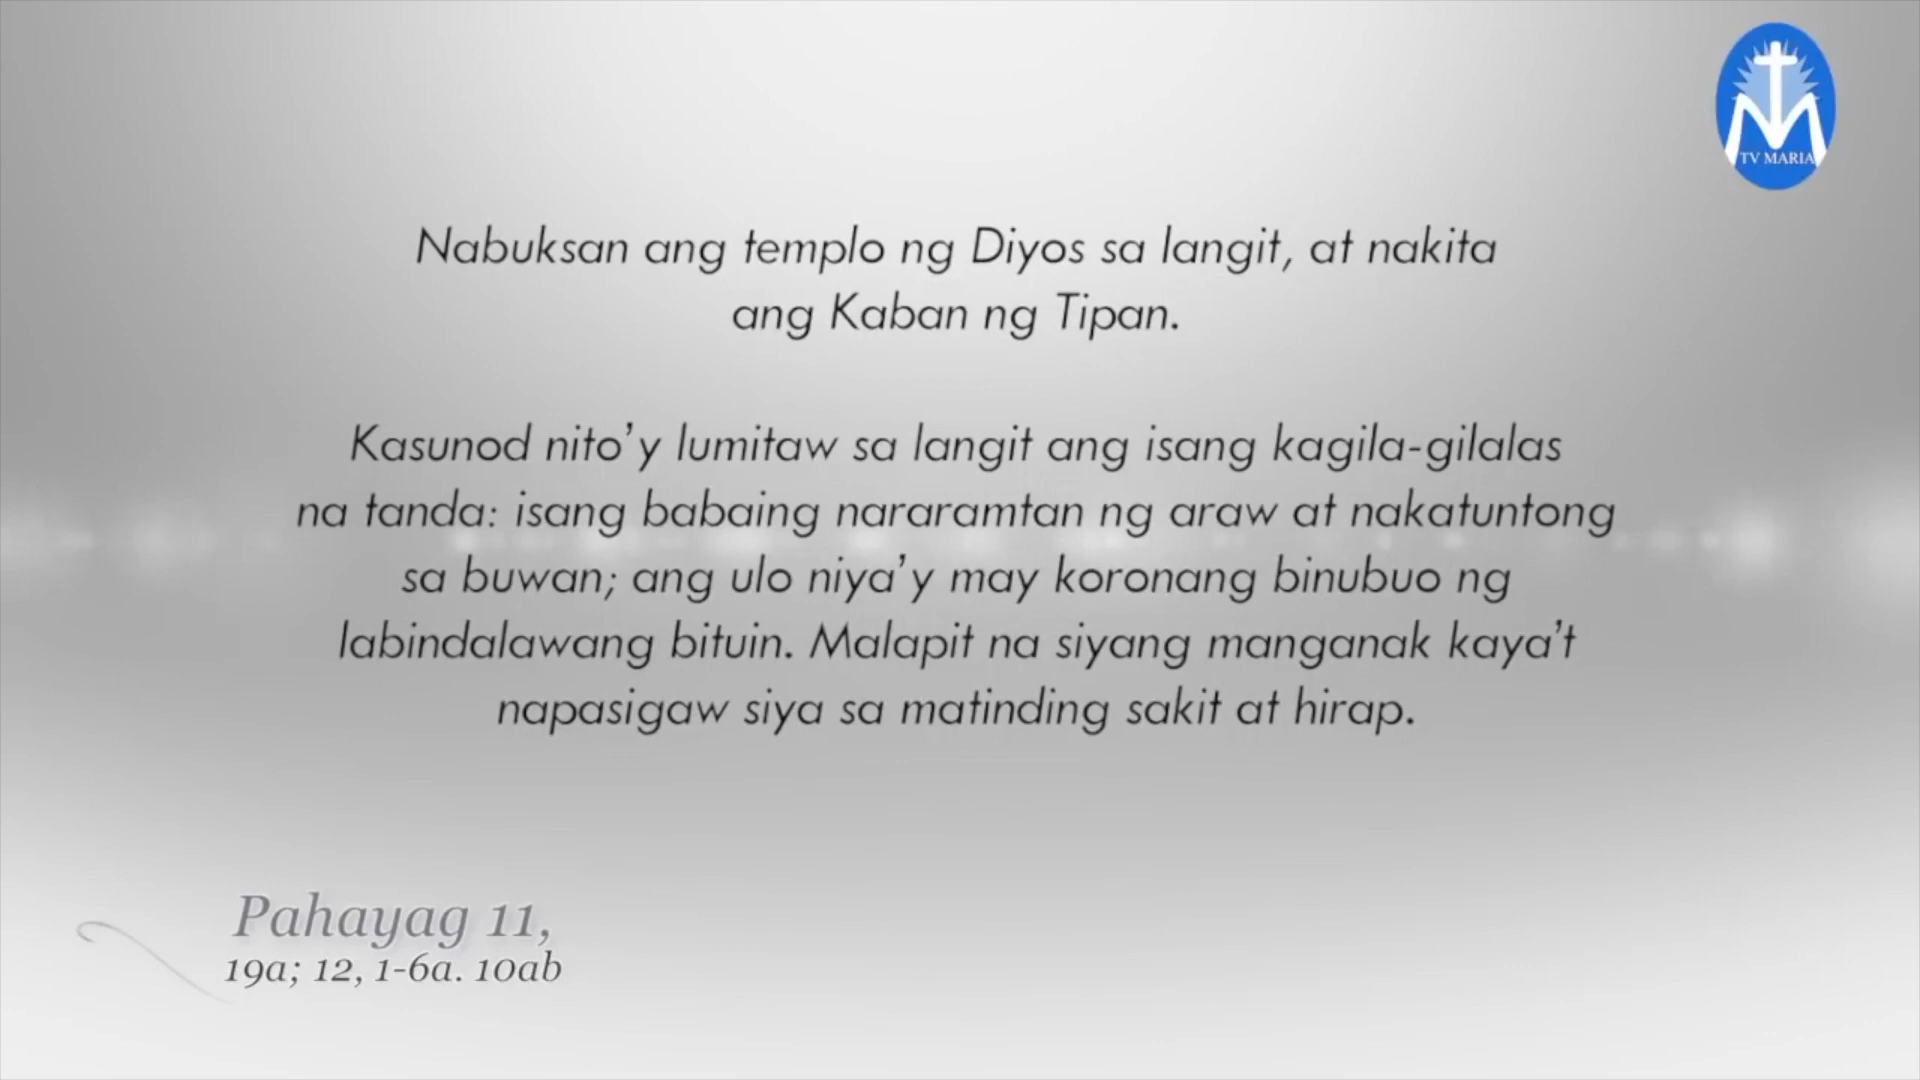 TV MARIA
Nabuksan ang templo ng Diyos sa langit, at nakita
ang Kaban ng Tipan.
Kasunod nito’y lumitaw sa langit ang isang kagila-gilalas
na tanda: isang babaing nararamtan ng araw at nakatuntong
sa buwan; ang ulo niya’y may koronang binubuo ng
labindalawang bituin. Malapit na siyang manganak kaya’t
napasigaw siya sa matinding sakit at hirap.
Pahayag 11,
19a; 12, 1-6a. 10ab